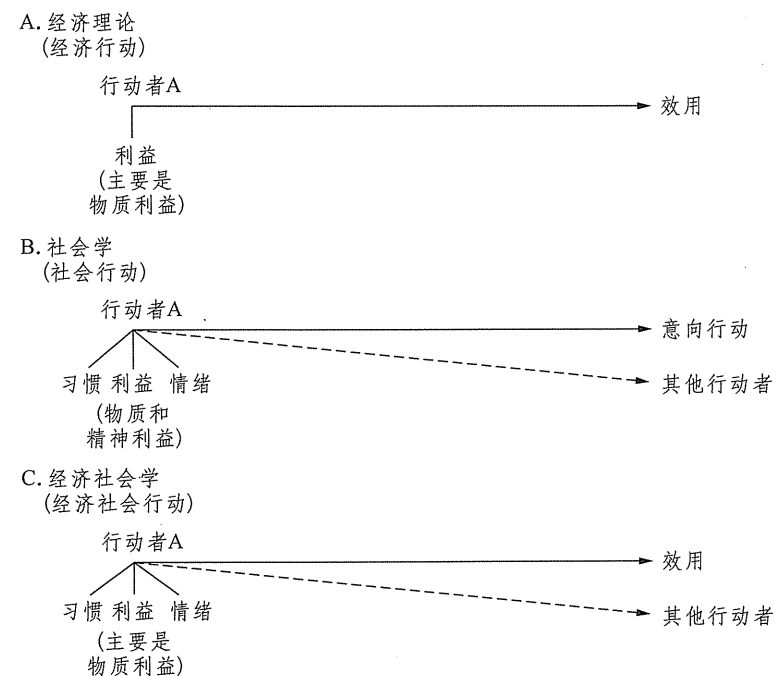 A.经济理论
(经济行动)
行动者A
效用
利益
(主要是
物质利益)
B.社会学
(社会行动)
行动者A
意向行动
其他行动者
习惯 利益 情绪
(物质和
精神利益)
C.经济社会学
(经济社会行动)
行动者A
效用
其他行动者
习惯 利益 情绪
(主要是
物质利益)